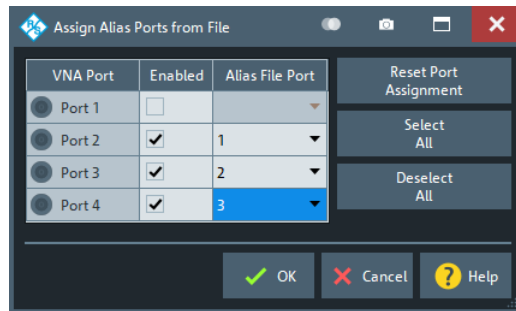 R&S
Assign Alias Ports from File
VNA Port Enabled Alias File Port
Port 1
Port 2 1
Port 3 2
Port 4 3
Reset Port
Assignment
Select
All
Deselect
All
OK Cancel ? Help